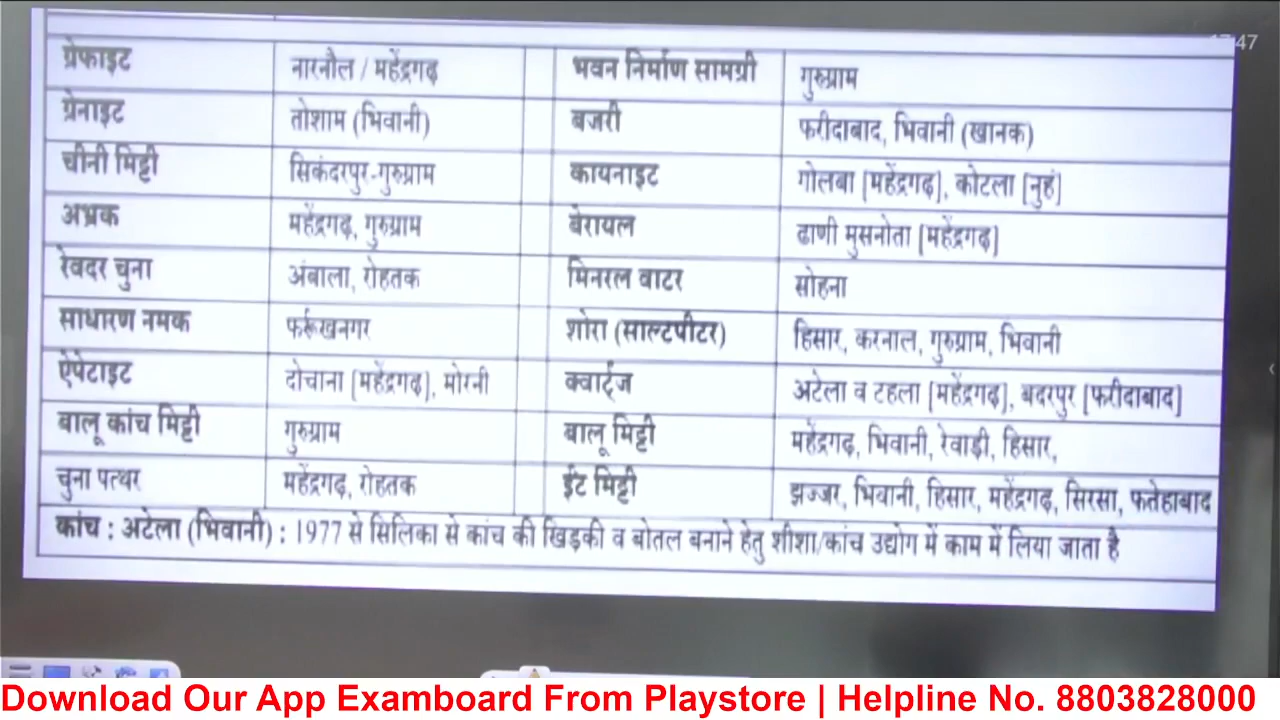 17:47
ग्रेफाइट नारनौल / महेंद्रगढ़ भवन निर्माण सामग्री गुरुग्राम
ग्रेनाइट तोशाम (भिवानी) बजरी फरीदाबाद, भिवानी (खानक)
चीनी मिट्टी सिकंदरपुर-गुरुग्राम कायनाइट गोलबा [महेंद्रगढ़], कोटला [नुहं]
अभ्रक महेंद्रगढ़, गुरुग्राम बेरायल ढाणी मुसनोता [महेंद्रगढ़]
रेवदर चुना अंबाला, रोहतक मिनरल वाटर सोहना
साधारण नमक फर्रूखनगर शोरा (साल्टपीटर) हिसार, करनाल, गुरुग्राम, भिवानी
ऐपेटाइट दोचाना [महेंद्रगढ़], मोरनी क्वार्ट्ज अटेला व टहला [महेंद्रगढ़], बदरपुर [फरीदाबाद]
बालू कांच मिट्टी गुरुग्राम बालू मिट्टी महेंद्रगढ़, भिवानी, रेवाड़ी, हिसार,
चुना पत्थर महेंद्रगढ़, रोहतक ईंट मिट्टी झज्जर, भिवानी, हिसार, महेंद्रगढ़, सिरसा, फतेहाबाद
कांच : अटेला (भिवानी) : 1977 से सिलिका से कांच की खिड़की व बोतल बनाने हेतु शीशा/कांच उद्योग में काम में लिया जाता है
Download Our App Examboard From Playstore | Helpline No. 8803828000